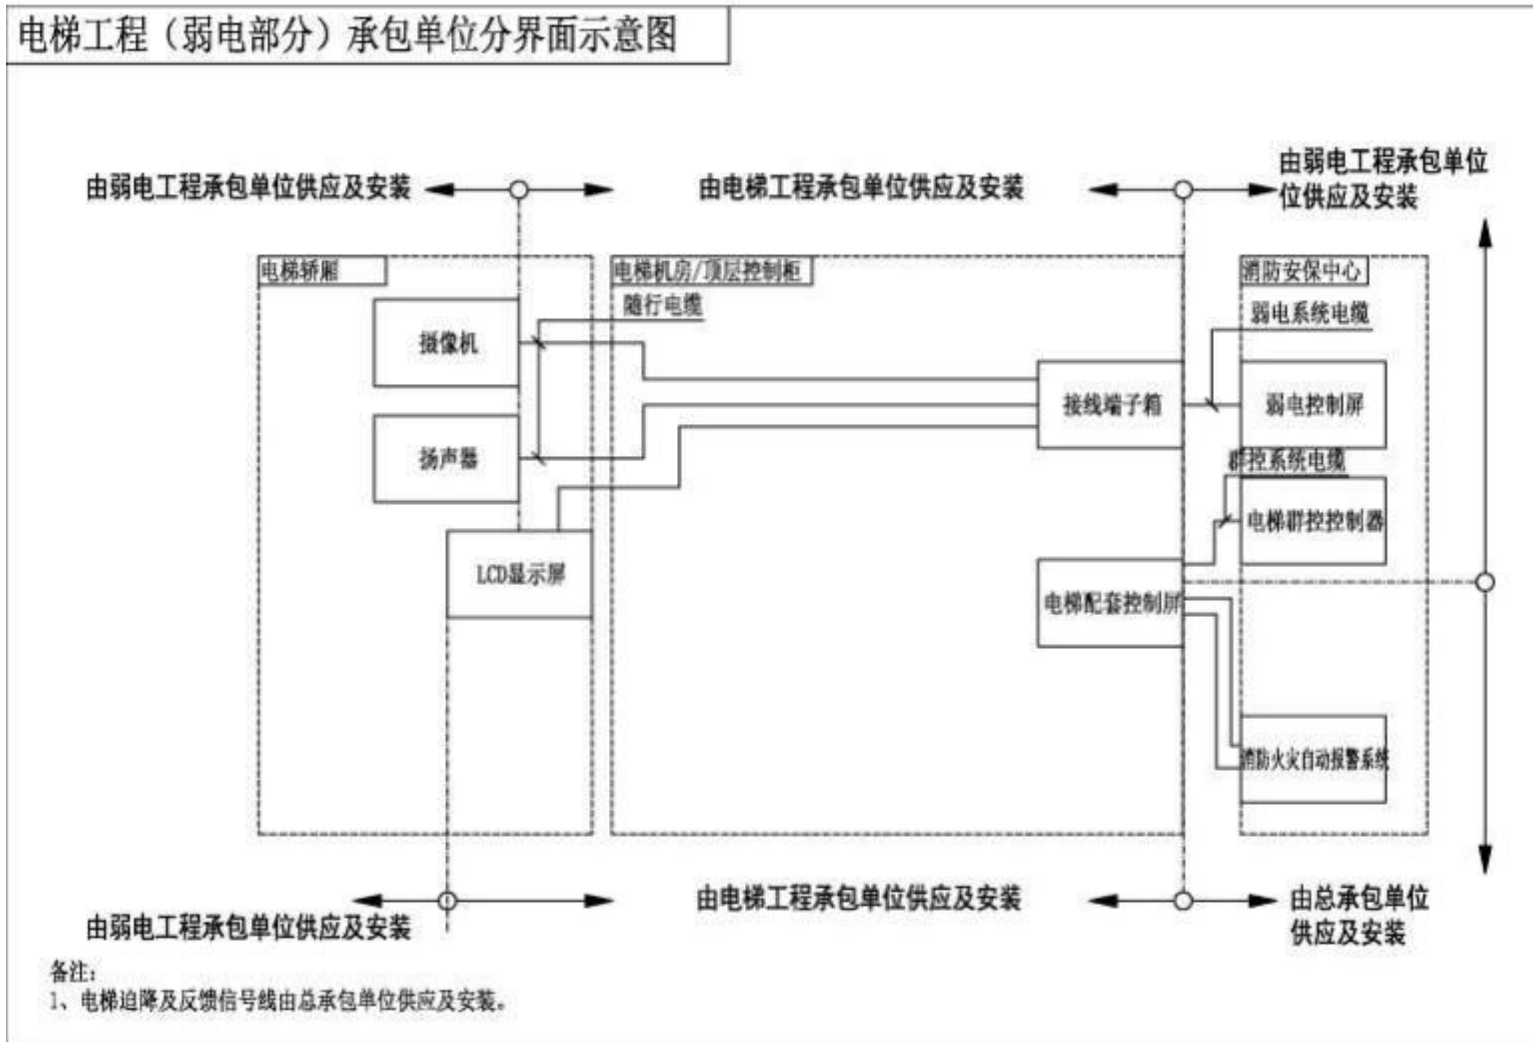 电梯工程（弱电部分）承包单位分界面示意图
由弱电工程承包单位供应及安装
由电梯工程承包单位供应及安装
由弱电工程承包单位
位供应及安装
电梯轿厢
电梯机房/顶层控制柜
消防安保中心
随行电缆
弱电系统电缆
摄像机
接线端子箱
弱电控制屏
扬声器
群控系统电缆
电梯群控控制器
LCD显示屏
电梯配套控制屏
消防火灾自动报警系统
由弱电工程承包单位供应及安装
由电梯工程承包单位供应及安装
由总承包单位
供应及安装
备注：
1、电梯迫降及反馈信号线由总承包单位供应及安装。